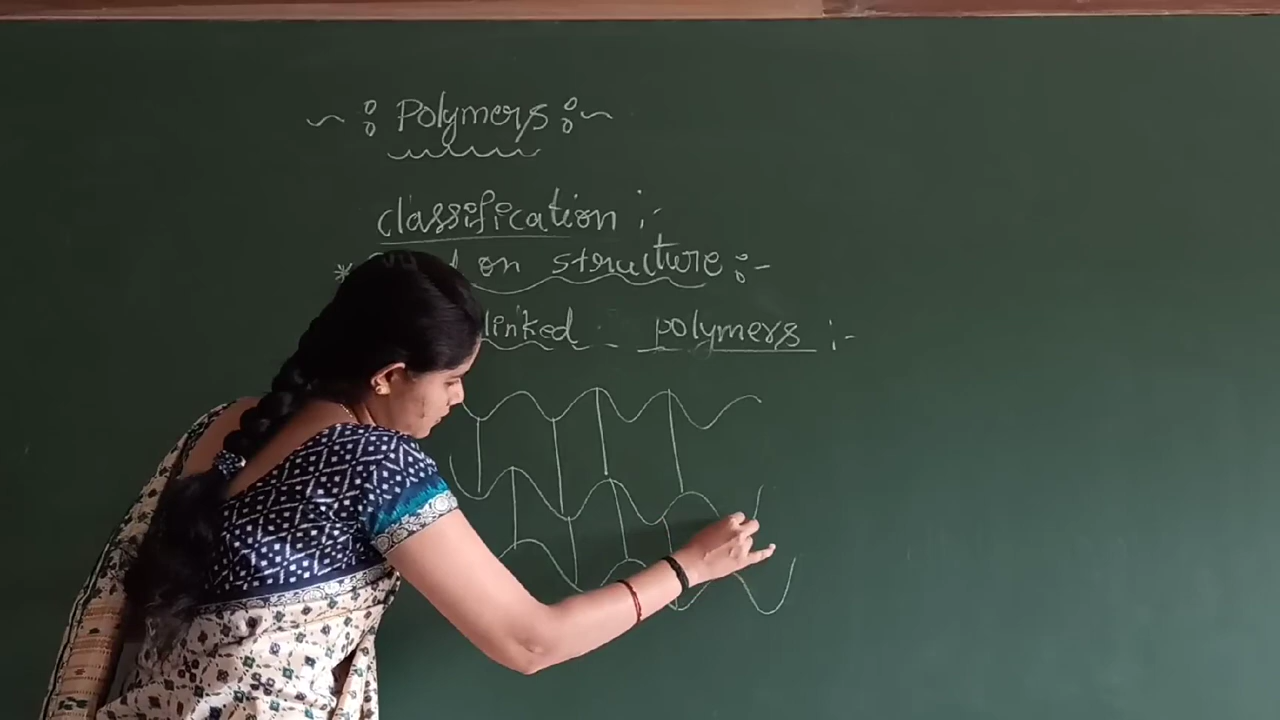 ~ : Polymers : ~
classification :-
* on structure :-
linked polymers :-